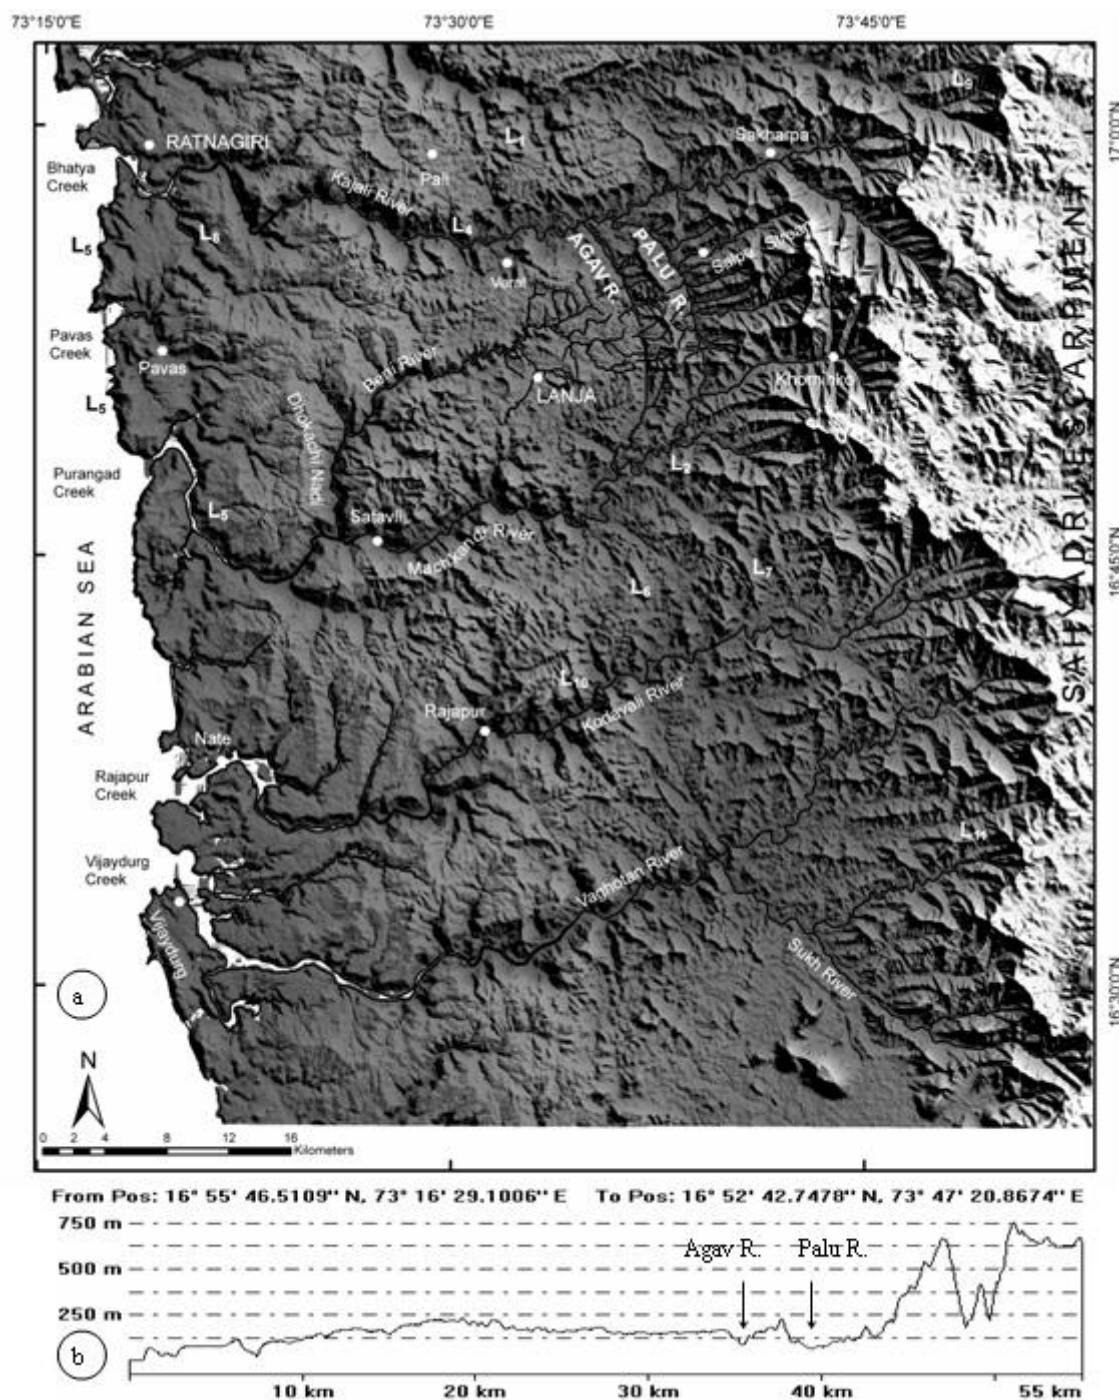 73°15'0"E
73°30'0"E
73°45'0"E
L9
17°0'0"N
RATNAGIRI
L1
Sakharpa
Bhatya
Creek
Pali
Kajali River
L4
L8
L5
AGAV R.
PALU R.
Pavas
Creek
Pavas
Beni River
LANJA
L5
Dhokachi Nadi
L2
Purangad
Creek
L5
Satavli
16°45'0"N
L7
L6
ARABIAN SEA
SAHYADRI ESCARPMENT
L10
Rajapur
Kodavali River
Nate
Rajapur
Creek
Vijaydurg
Creek
Vaghotan River
Vijaydurg
Sukh River
16°30'0"N
a
N
0 2 4 8 12 16
Kilometers
From Pos: 16° 55' 46.5109" N, 73° 16' 29.1006" E To Pos: 16° 52' 42.7478" N, 73° 47' 20.8674" E
750 m
Agav R. Palu R.
500 m
250 m
b
10 km 20 km 30 km 40 km 55 km